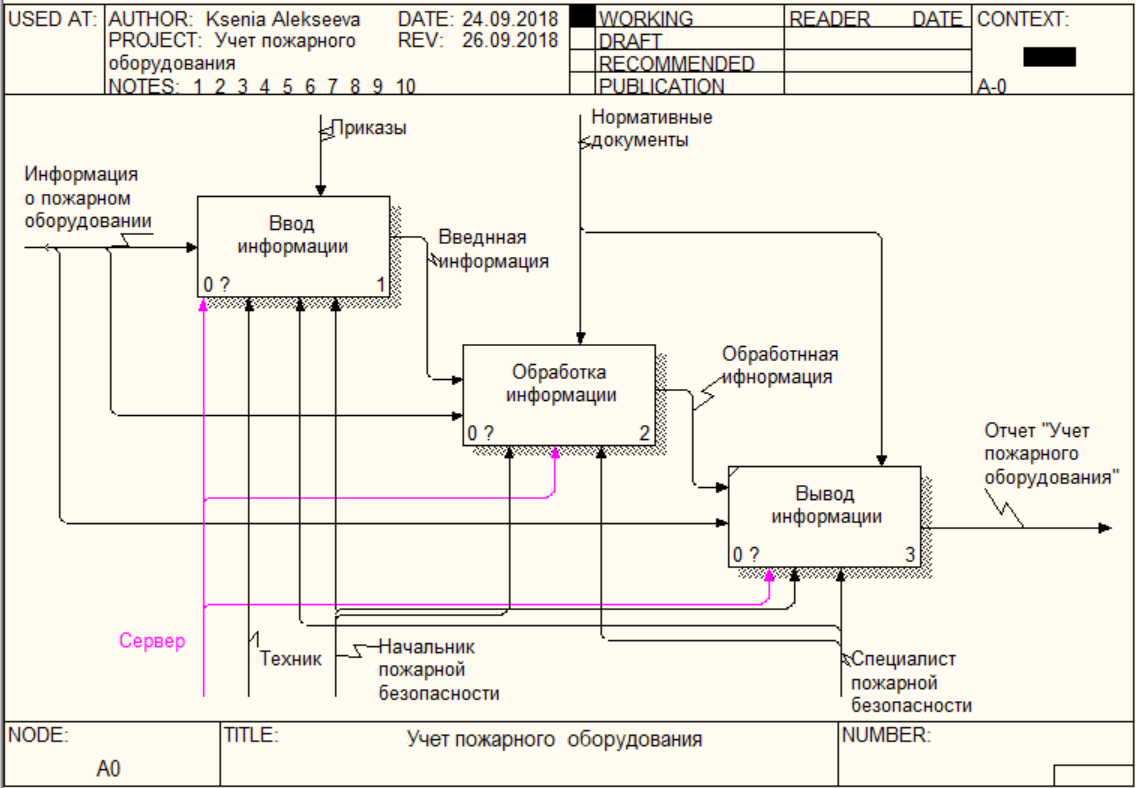 USED AT:
AUTHOR: Ksenia Alekseeva
DATE: 24.09.2018
PROJECT: Учет пожарного
оборудования
REV: 26.09.2018
NOTES: 1 2 3 4 5 6 7 8 9 10
WORKING
DRAFT
RECOMMENDED
PUBLICATION
READER
DATE
CONTEXT:
A-0
Приказы
Нормативные
документы
Информация
о пожарном
оборудовании
Ввод
информации
0 ?
1
Введнная
информация
Обработка
информации
0 ?
2
Обработнная
ифнормация
Вывод
информации
0 ?
3
Отчет "Учет
пожарного
оборудования"
Сервер
Техник
Начальник
пожарной
безопасности
Специалист
пожарной
безопасности
NODE:
A0
TITLE:
Учет пожарного оборудования
NUMBER: